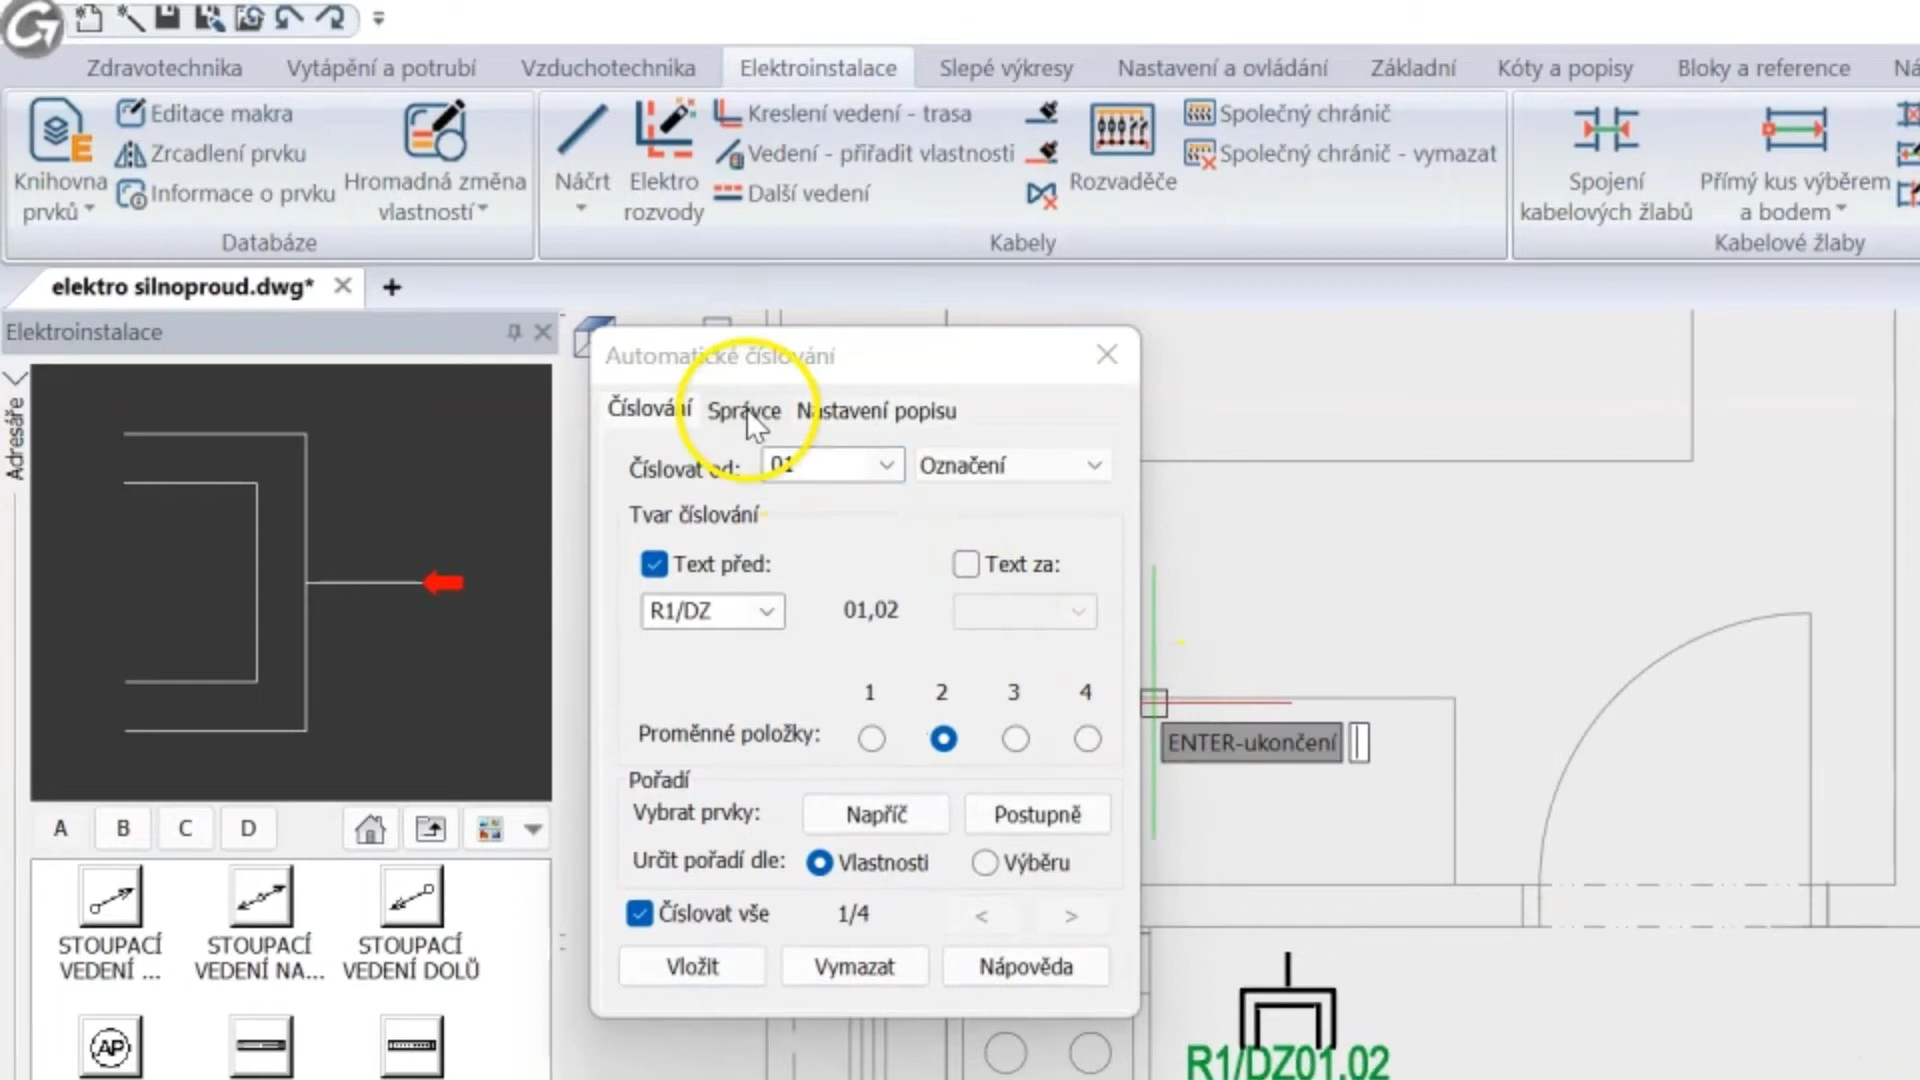 Zdravotechnika Vytápění a potrubí Vzduchotechnika Elektroinstalace Slepé výkresy Nastavení a ovládání Základní Kóty a popisy Bloky a reference Ná
Knihovna
prvků
Editace makra
Zrcadlení prvku
Informace o prvku
Hromadná změna
vlastností
Databáze
Náčrt
Elektro
rozvody
Kreslení vedení - trasa
Vedení - přiřadit vlastnosti
Další vedení
Rozvaděče
Společný chránič
Společný chránič - vymazat
Kabely
Spojení
kabelových žlabů
Přímý kus výběrem
a bodem
Kabelové žlaby
elektro silnoproud.dwg*
Elektroinstalace
Adresáře
A B C D
STOUPACÍ
VEDENÍ ...
STOUPACÍ
VEDENÍ NA...
STOUPACÍ
VEDENÍ DOLŮ
AP
Automatické číslování
Číslování Správce Nastavení popisu
Číslovat od: 01 Označení
Tvar číslování
Text před: Text za:
R1/DZ 01,02
1 2 3 4
Proměnné položky:
Pořadí
Vybrat prvky: Napříč Postupně
Určit pořadí dle: Vlastnosti Výběru
Číslovat vše 1/4 < >
Vložit Vymazat Nápověda
ENTER-ukončení
R1/DZ01.02